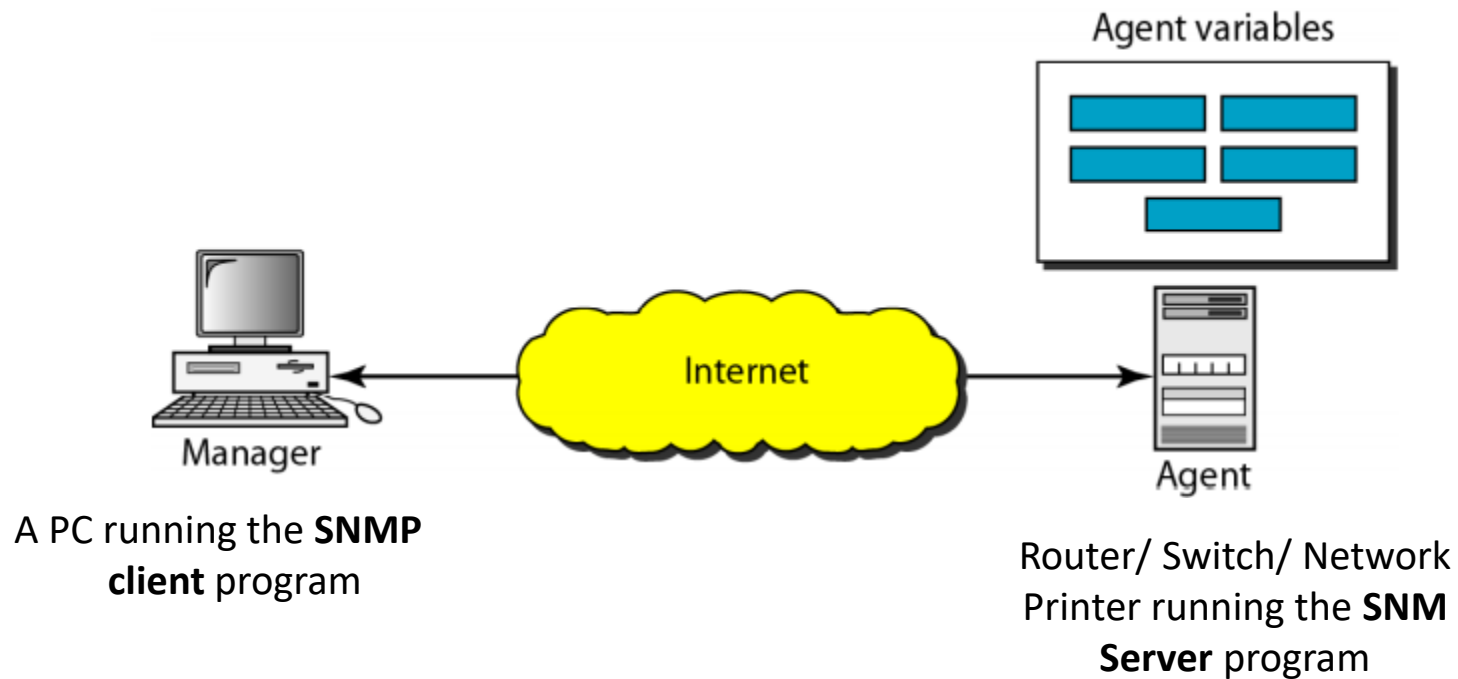 Agent variables
Internet
Manager
Agent
A PC running the SNMP
client program
Router/ Switch/ Network
Printer running the SNM
Server program